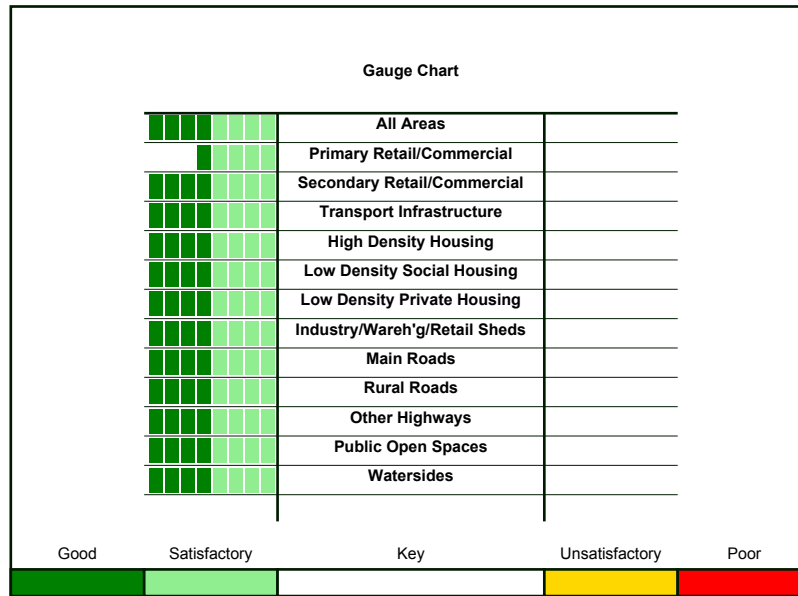 Gauge Chart
All Areas
Primary Retail/Commercial
Secondary Retail/Commercial
Transport Infrastructure
High Density Housing
Low Density Social Housing
Low Density Private Housing
Industry/Wareh'g/Retail Sheds
Main Roads
Rural Roads
Other Highways
Public Open Spaces
Watersides
Good Satisfactory Key Unsatisfactory Poor